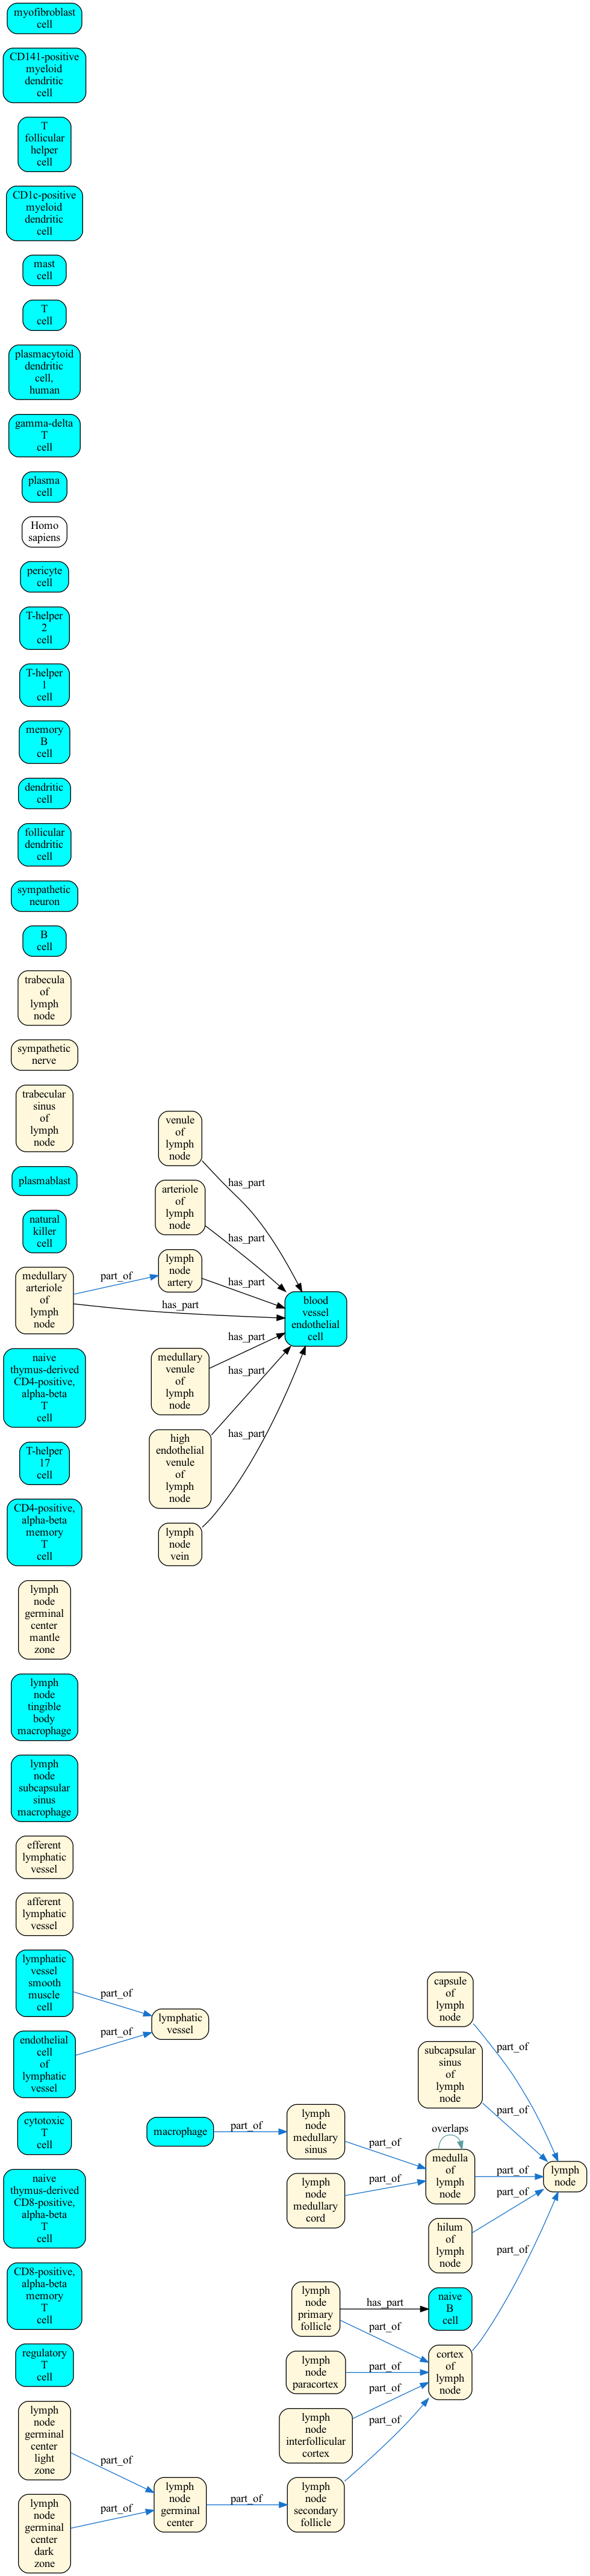 myofibroblast
cell
CD141-positive
myeloid
dendritic
cell
T
follicular
helper
cell
CD1c-positive
myeloid
dendritic
cell
mast
cell
T
cell
plasmacytoid
dendritic
cell,
human
gamma-delta
T
cell
plasma
cell
Homo
sapiens
pericyte
cell
T-helper
2
cell
T-helper
1
cell
memory
B
cell
dendritic
cell
follicular
dendritic
cell
sympathetic
neuron
B
cell
trabecula
of
lymph
node
sympathetic
nerve
trabecular
sinus
of
lymph
node
venule
of
lymph
node
has_part
plasmablast
arteriole
of
lymph
node
has_part
natural
killer
cell
medullary
arteriole
of
lymph
node
part_of
lymph
node
artery
has_part
has_part
blood
vessel
endothelial
cell
naive
thymus-derived
CD4-positive,
alpha-beta
T
cell
medullary
venule
of
lymph
node
has_part
has_part
T-helper
17
cell
high
endothelial
venule
of
lymph
node
has_part
CD4-positive,
alpha-beta
memory
T
cell
lymph
node
vein
lymph
node
germinal
center
mantle
zone
lymph
node
tingible
body
macrophage
lymph
node
subcapsular
sinus
macrophage
efferent
lymphatic
vessel
afferent
lymphatic
vessel
lymphatic
vessel
smooth
muscle
cell
part_of
lymphatic
vessel
capsule
of
lymph
node
part_of
endothelial
cell
of
lymphatic
vessel
part_of
subcapsular
sinus
of
lymph
node
part_of
cytotoxic
T
cell
macrophage
part_of
lymph
node
medullary
sinus
part_of
overlaps
medulla
of
lymph
node
part_of
lymph
node
naive
thymus-derived
CD8-positive,
alpha-beta
T
cell
lymph
node
medullary
cord
part_of
hilum
of
lymph
node
part_of
part_of
CD8-positive,
alpha-beta
memory
T
cell
lymph
node
primary
follicle
has_part
naive
B
cell
part_of
regulatory
T
cell
lymph
node
paracortex
part_of
cortex
of
lymph
node
lymph
node
interfollicular
cortex
part_of
part_of
lymph
node
germinal
center
light
zone
part_of
lymph
node
germinal
center
part_of
lymph
node
secondary
follicle
lymph
node
germinal
center
dark
zone
part_of